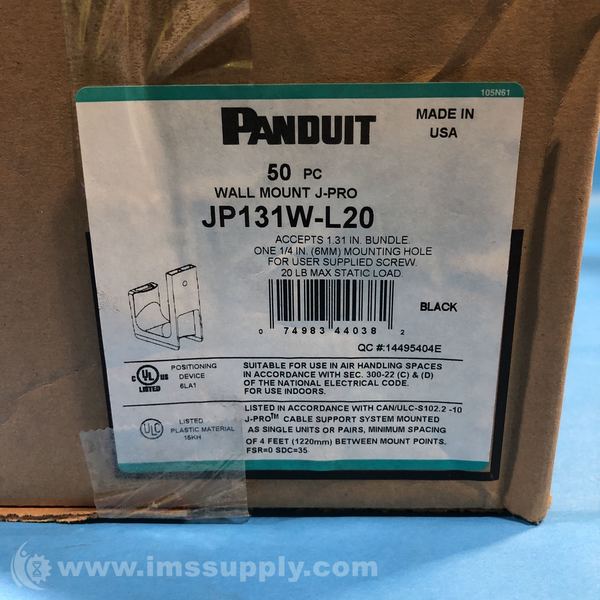 105N61
PANDUIT
MADE IN
USA
50 PC
WALL MOUNT J-PRO
JP131W-L20
ACCEPTS 1.31 IN. BUNDLE.
ONE 1/4 IN. (6MM) MOUNTING HOLE
FOR USER SUPPLIED SCREW.
20 LB MAX STATIC LOAD.
BLACK
0 74983 44038 2
QC #:14495404E
C UL US
LISTED
POSITIONING
DEVICE
6LA1
SUITABLE FOR USE IN AIR HANDLING SPACES
IN ACCORDANCE WITH SEC. 300-22 (C) & (D)
OF THE NATIONAL ELECTRICAL CODE.
FOR USE INDOORS.
ULC
LISTED
PLASTIC MATERIAL
15KH
LISTED IN ACCORDANCE WITH CAN/ULC-S102.2 -10
J-PRO™ CABLE SUPPORT SYSTEM MOUNTED
AS SINGLE UNITS OR PAIRS, MINIMUM SPACING
OF 4 FEET (1220mm) BETWEEN MOUNT POINTS.
FSR=0 SDC=35
www.imssupply.com